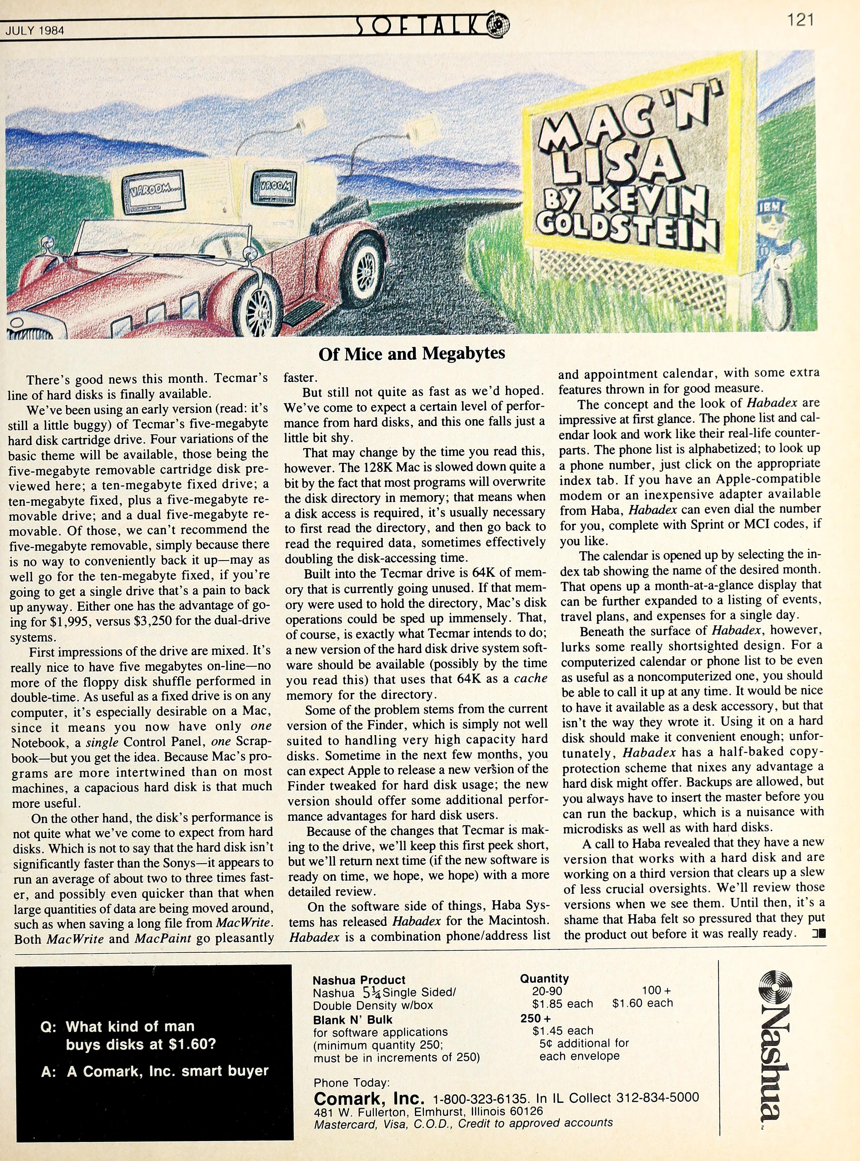 JULY 1984
SOFTALK
121
VAROOM....
VROOM
MAC 'N'
LISA
BY KEVIN
GOLDSTEIN
IBM
Of Mice and Megabytes
There's good news this month. Tecmar's
line of hard disks is finally available.
We've been using an early version (read: it's
still a little buggy) of Tecmar's five-megabyte
hard disk cartridge drive. Four variations of the
basic theme will be available, those being the
five-megabyte removable cartridge disk pre-
viewed here; a ten-megabyte fixed drive; a
ten-megabyte fixed, plus a five-megabyte re-
movable drive; and a dual five-megabyte re-
movable. Of those, we can't recommend the
five-megabyte removable, simply because there
is no way to conveniently back it up—may as
well go for the ten-megabyte fixed, if you're
going to get a single drive that's a pain to back
up anyway. Either one has the advantage of go-
ing for $1,995, versus $3,250 for the dual-drive
systems.
First impressions of the drive are mixed. It's
really nice to have five megabytes on-line—no
more of the floppy disk shuffle performed in
double-time. As useful as a fixed drive is on any
computer, it's especially desirable on a Mac,
since it means you now have only one
Notebook, a single Control Panel, one Scrap-
book—but you get the idea. Because Mac's pro-
grams are more intertwined than on most
machines, a capacious hard disk is that much
more useful.
On the other hand, the disk's performance is
not quite what we've come to expect from hard
disks. Which is not to say that the hard disk isn't
significantly faster than the Sonys—it appears to
run an average of about two to three times fast-
er, and possibly even quicker than that when
large quantities of data are being moved around,
such as when saving a long file from MacWrite.
Both MacWrite and MacPaint go pleasantly
faster.
But still not quite as fast as we'd hoped.
We've come to expect a certain level of perfor-
mance from hard disks, and this one falls just a
little bit shy.
That may change by the time you read this,
however. The 128K Mac is slowed down quite a
bit by the fact that most programs will overwrite
the disk directory in memory; that means when
a disk access is required, it's usually necessary
to first read the directory, and then go back to
read the required data, sometimes effectively
doubling the disk-accessing time.
Built into the Tecmar drive is 64K of mem-
ory that is currently going unused. If that mem-
ory were used to hold the directory, Mac's disk
operations could be sped up immensely. That,
of course, is exactly what Tecmar intends to do;
a new version of the hard disk drive system soft-
ware should be available (possibly by the time
you read this) that uses that 64K as a cache
memory for the directory.
Some of the problem stems from the current
version of the Finder, which is simply not well
suited to handling very high capacity hard
disks. Sometime in the next few months, you
can expect Apple to release a new version of the
Finder tweaked for hard disk usage; the new
version should offer some additional perfor-
mance advantages for hard disk users.
Because of the changes that Tecmar is mak-
ing to the drive, we'll keep this first peek short,
but we'll return next time (if the new software is
ready on time, we hope, we hope) with a more
detailed review.
On the software side of things, Haba Sys-
tems has released Habadex for the Macintosh.
Habadex is a combination phone/address list
and appointment calendar, with some extra
features thrown in for good measure.
The concept and the look of Habadex are
impressive at first glance. The phone list and cal-
endar look and work like their real-life counter-
parts. The phone list is alphabetized; to look up
a phone number, just click on the appropriate
index tab. If you have an Apple-compatible
modem or an inexpensive adapter available
from Haba, Habadex can even dial the number
for you, complete with Sprint or MCI codes, if
you like.
The calendar is opened up by selecting the in-
dex tab showing the name of the desired month.
That opens up a month-at-a-glance display that
can be further expanded to a listing of events,
travel plans, and expenses for a single day.
Beneath the surface of Habadex, however,
lurks some really shortsighted design. For a
computerized calendar or phone list to be even
as useful as a noncomputerized one, you should
be able to call it up at any time. It would be nice
to have it available as a desk accessory, but that
isn't the way they wrote it. Using it on a hard
disk should make it convenient enough; unfor-
tunately, Habadex has a half-baked copy-
protection scheme that nixes any advantage a
hard disk might offer. Backups are allowed, but
you always have to insert the master before you
can run the backup, which is a nuisance with
microdisks as well as with hard disks.
A call to Haba revealed that they have a new
version that works with a hard disk and are
working on a third version that clears up a slew
of less crucial oversights. We'll review those
versions when we see them. Until then, it's a
shame that Haba felt so pressured that they put
the product out before it was really ready.
Q: What kind of man
buys disks at $1.60?
A: A Comark, Inc. smart buyer
Nashua Product
Nashua 5¼ Single Sided/
Double Density w/box
Blank N' Bulk
for software applications
(minimum quantity 250;
must be in increments of 250)
Quantity
20-90 100+
$1.85 each $1.60 each
250+
$1.45 each
5¢ additional for
each envelope
Phone Today:
Comark, Inc. 1-800-323-6135. In IL Collect 312-834-5000
481 W. Fullerton, Elmhurst, Illinois 60126
Mastercard, Visa, C.O.D., Credit to approved accounts
Nashua